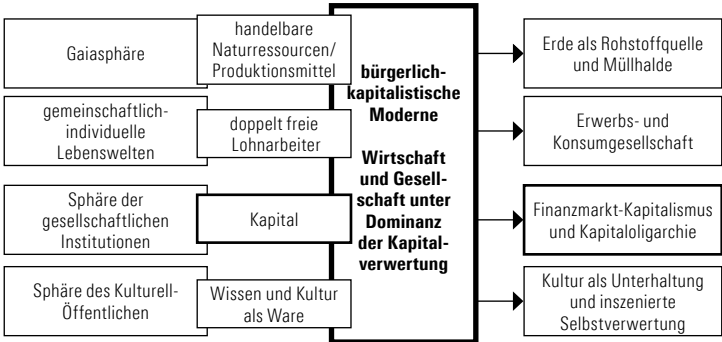 Gaiasphäre
handelbare
Naturressourcen/
Produktionsmittel
Erde als Rohstoffquelle
und Müllhalde
gemeinschaftlich-
individuelle
Lebenswelten
doppelt freie
Lohnarbeiter
bürgerlich-
kapitalistische
Moderne
Wirtschaft
und Gesell-
schaft unter
Dominanz
der Kapital-
verwertung
Erwerbs- und
Konsumgesellschaft
Sphäre der
gesellschaftlichen
Institutionen
Kapital
Finanzmarkt-Kapitalismus
und Kapitaloligarchie
Sphäre des Kulturell-
Öffentlichen
Wissen und Kultur
als Ware
Kultur als Unterhaltung
und inszenierte
Selbstverwertung